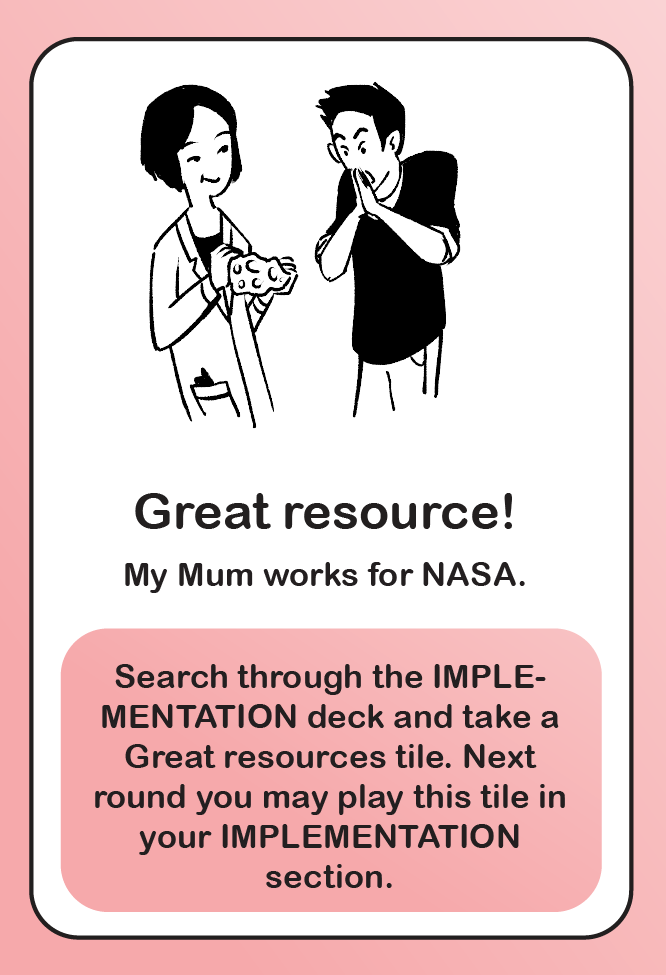 Great resource!
My Mum works for NASA.
Search through the IMPLE-
MENTATION deck and take a
Great resources tile. Next
round you may play this tile in
your IMPLEMENTATION
section.